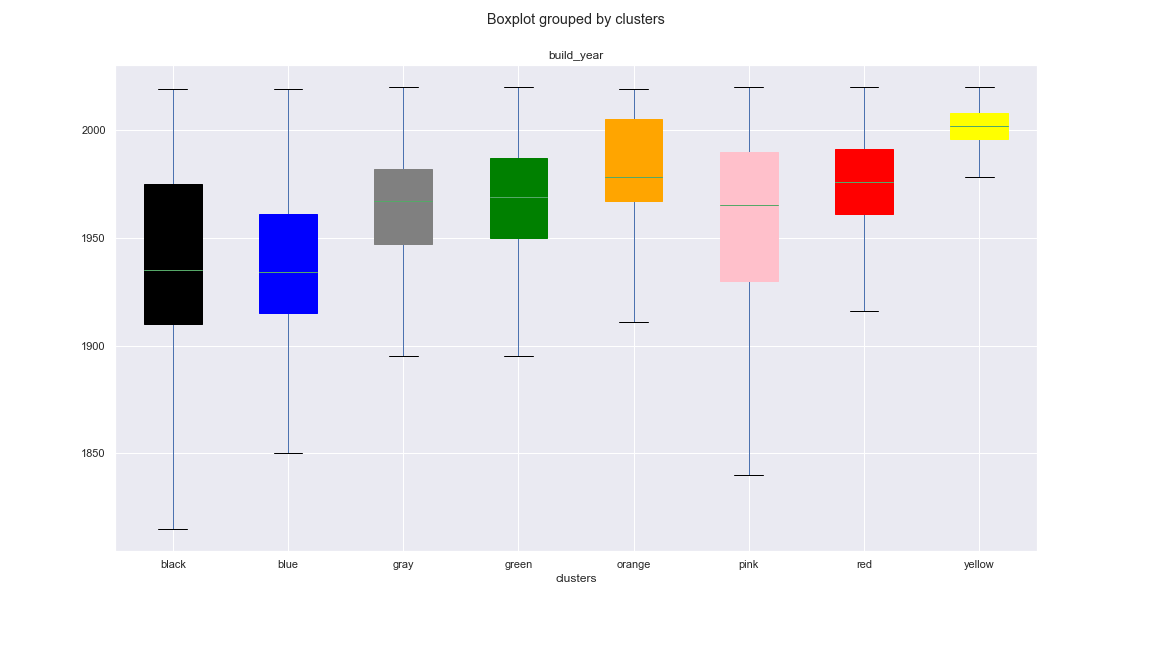 Boxplot grouped by clusters
build_year
2000
1950
1900
1850
black blue gray green orange pink red yellow
clusters